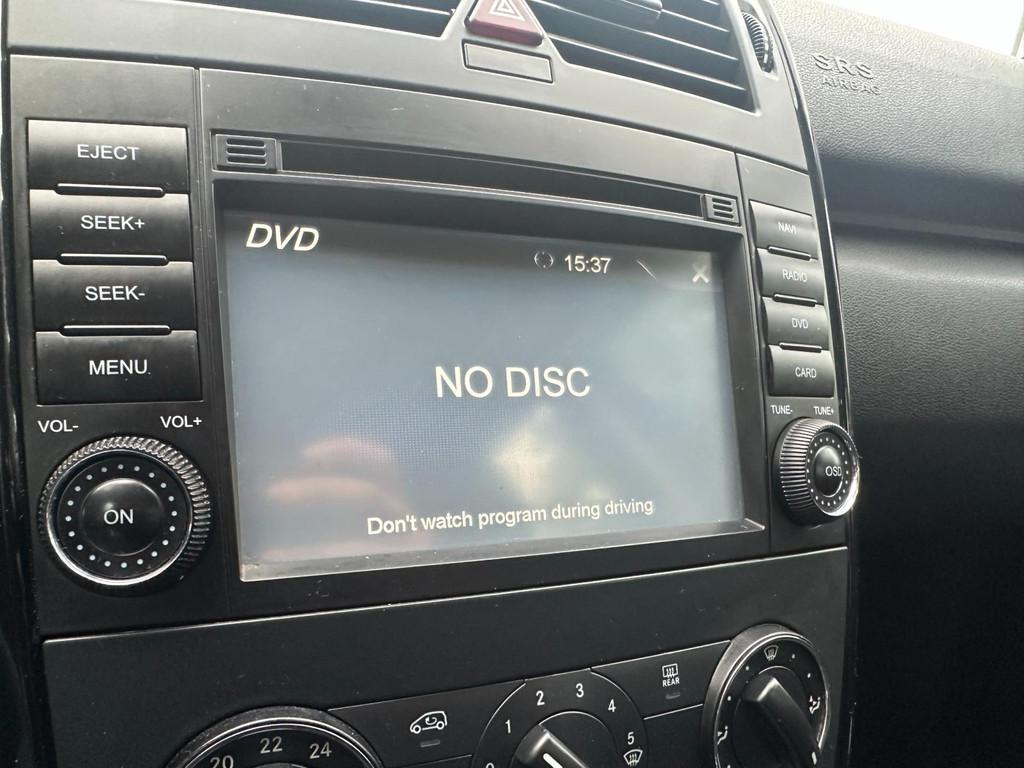 SRS
AIRBAG
EJECT
SEEK+
SEEK-
MENU
VOL- VOL+
ON
DVD 15:37
NO DISC
Don't watch program during driving
NAVI
RADIO
DVD
CARD
TUNE- TUNE+
OSD
20 22 24
0 1 2 3 4 5
REAR